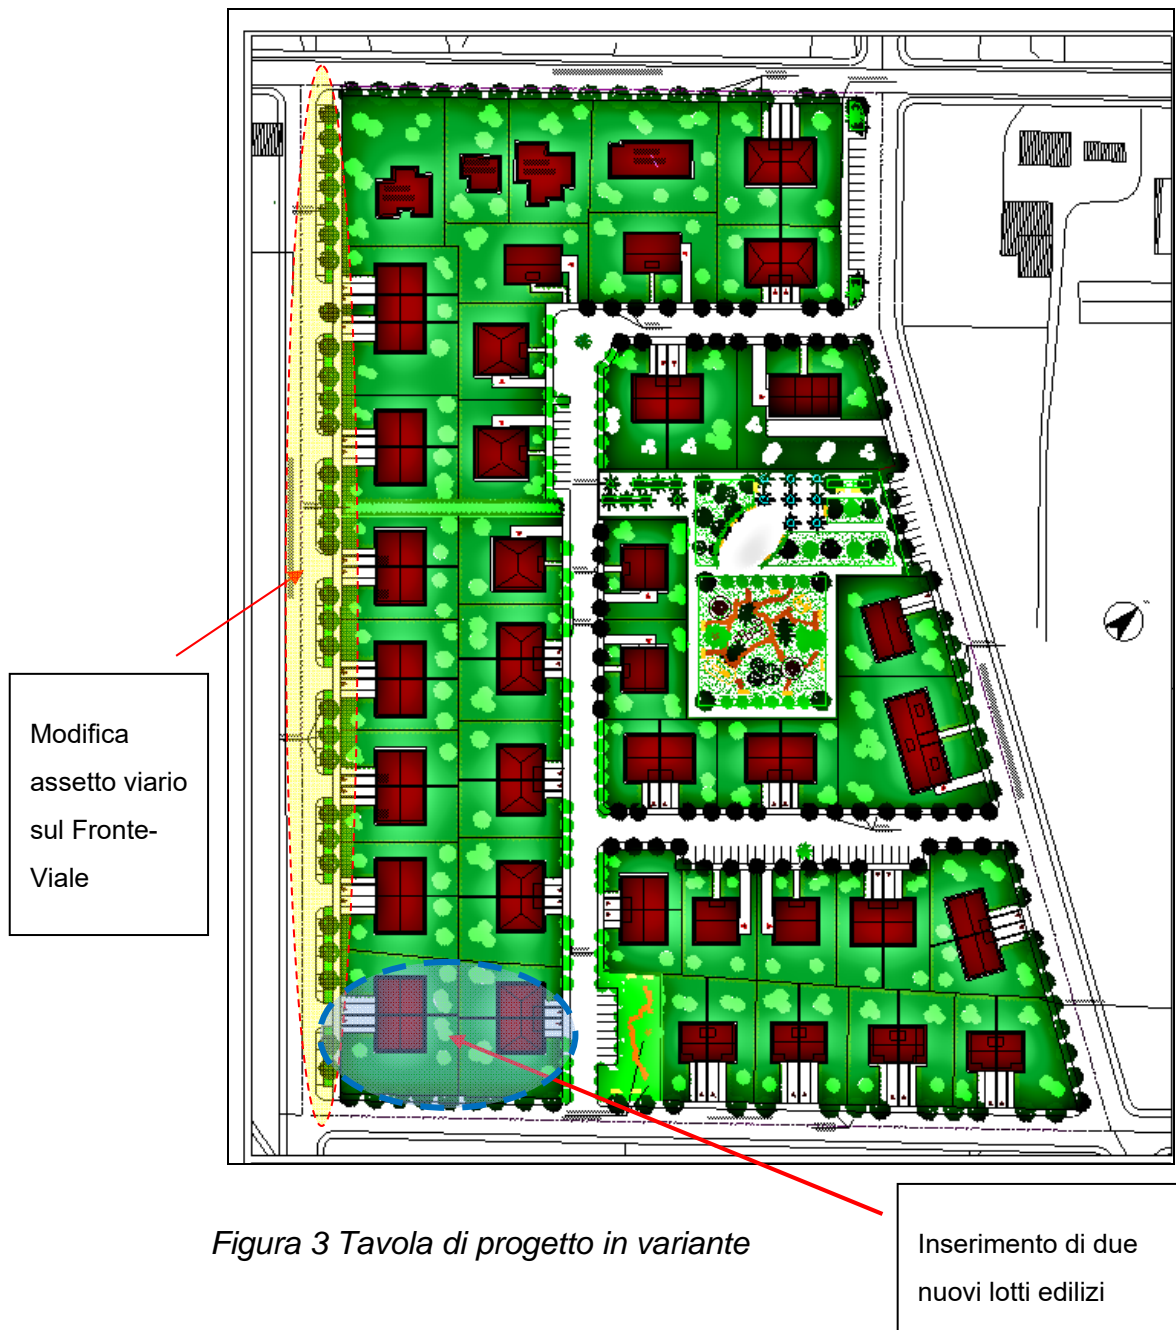 Modifica
assetto viario
sul Fronte-
Viale
Figura 3 Tavola di progetto in variante
Inserimento di due
nuovi lotti edilizi